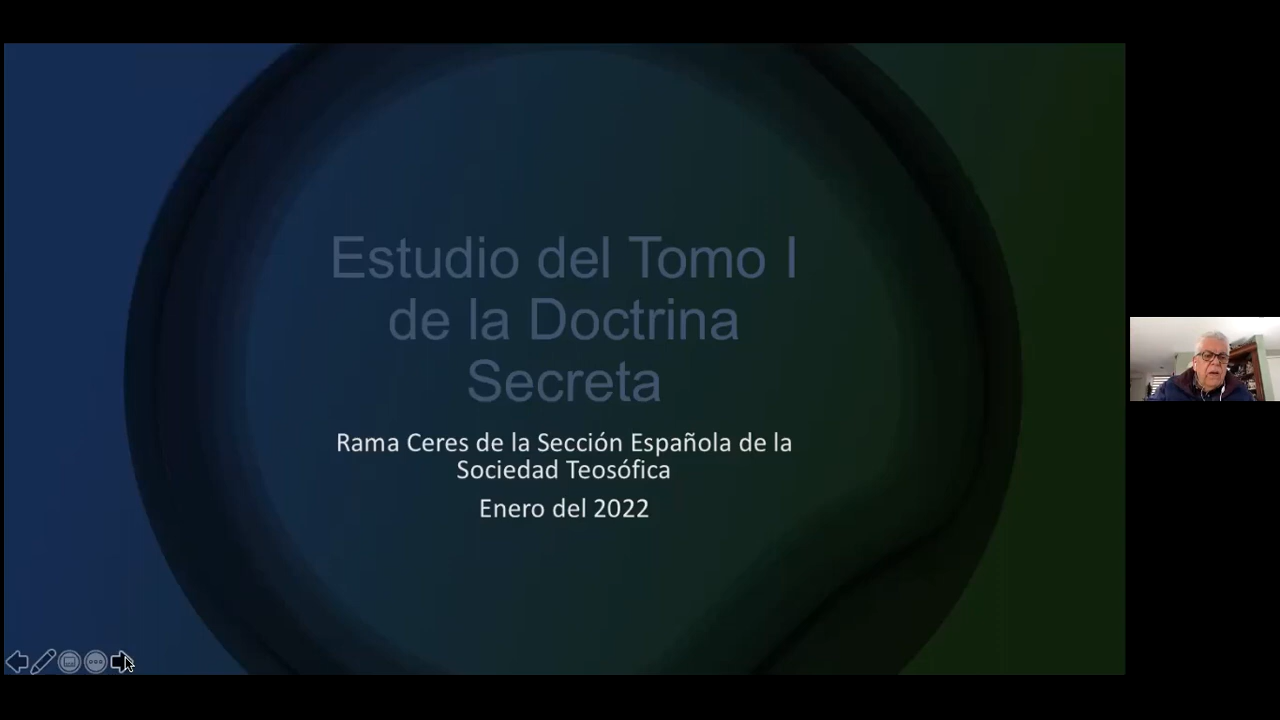 Estudio del Tomo I
de la Doctrina
Secreta
Rama Ceres de la Sección Española de la
Sociedad Teosófica
Enero del 2022